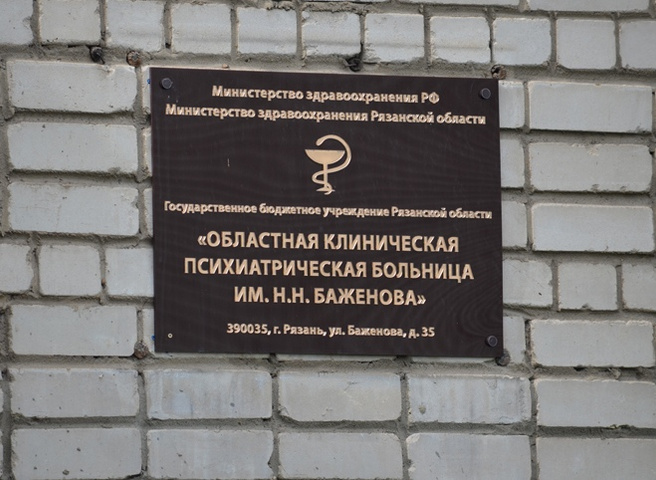 Министерство здравоохранения РФ
Министерство здравоохранения Рязанской области
Государственное бюджетное учреждение Рязанской области
«ОБЛАСТНАЯ КЛИНИЧЕСКАЯ
ПСИХИАТРИЧЕСКАЯ БОЛЬНИЦА
ИМ. Н.Н. БАЖЕНОВА»
390035, г. Рязань, ул. Баженова, д. 35